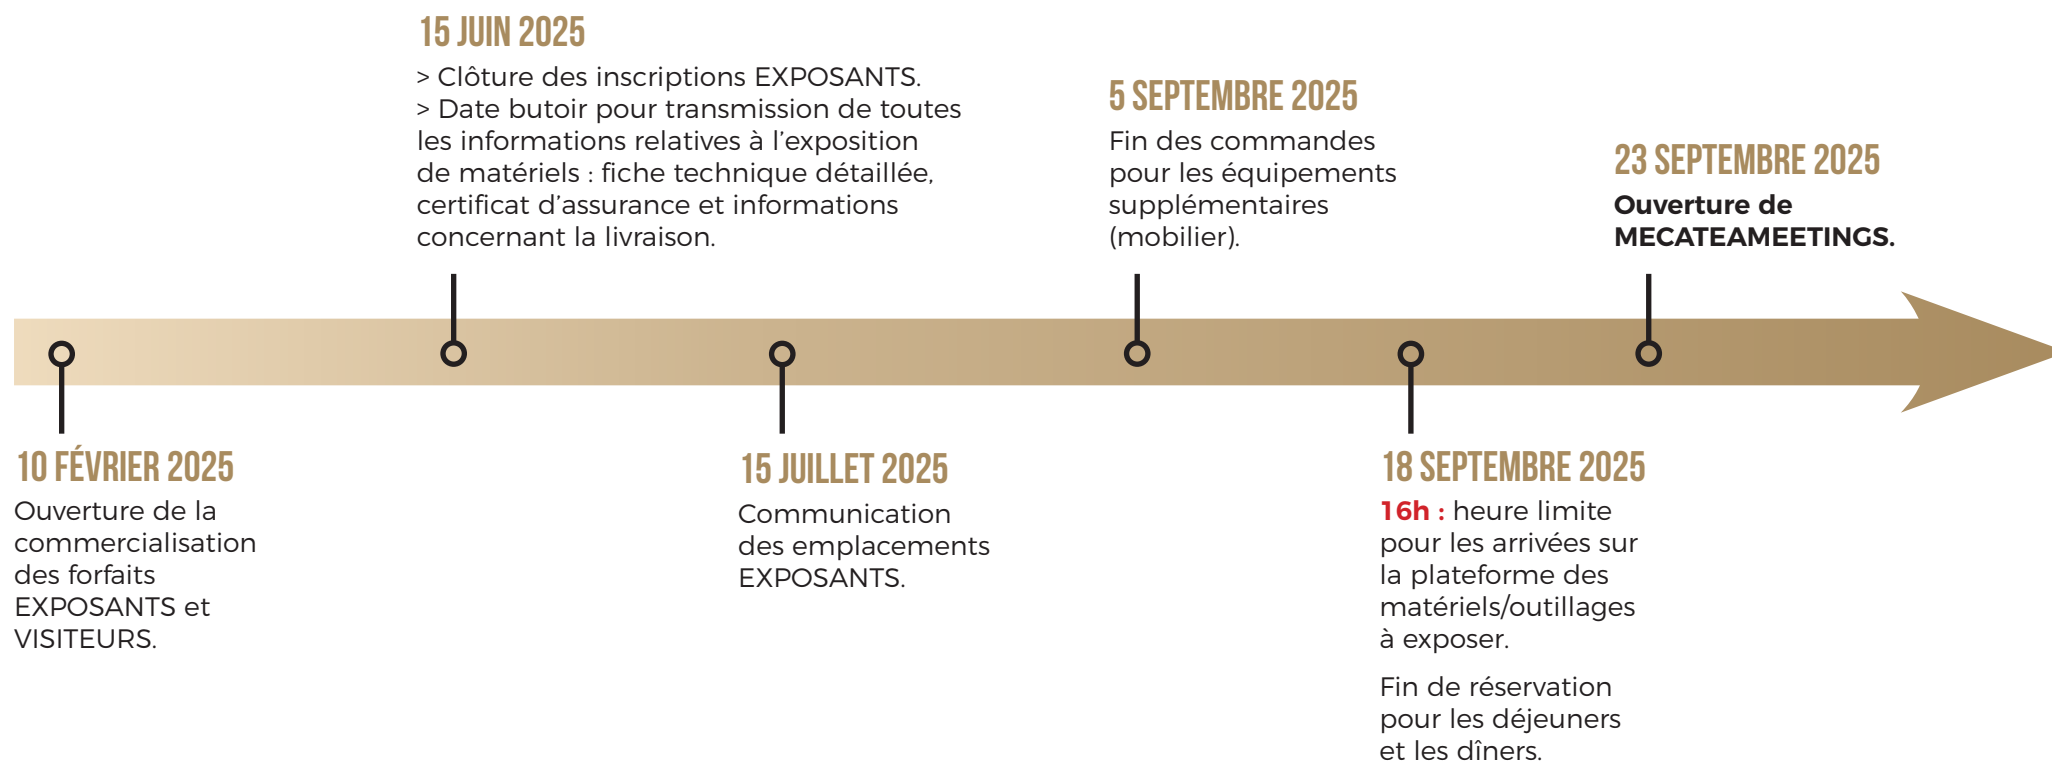 15 JUIN 2025
> Clôture des inscriptions EXPOSANTS.
> Date butoir pour transmission de toutes
les informations relatives à l’exposition
de matériels : fiche technique détaillée,
certificat d’assurance et informations
concernant la livraison.
5 SEPTEMBRE 2025
Fin des commandes
pour les équipements
supplémentaires
(mobilier).
23 SEPTEMBRE 2025
Ouverture de
MECATEAMEETINGS.
10 FÉVRIER 2025
Ouverture de la
commercialisation
des forfaits
EXPOSANTS et
VISITEURS.
15 JUILLET 2025
Communication
des emplacements
EXPOSANTS.
18 SEPTEMBRE 2025
16h : heure limite
pour les arrivées sur
la plateforme des
matériels/outillages
à exposer.
Fin de réservation
pour les déjeuners
et les dîners.